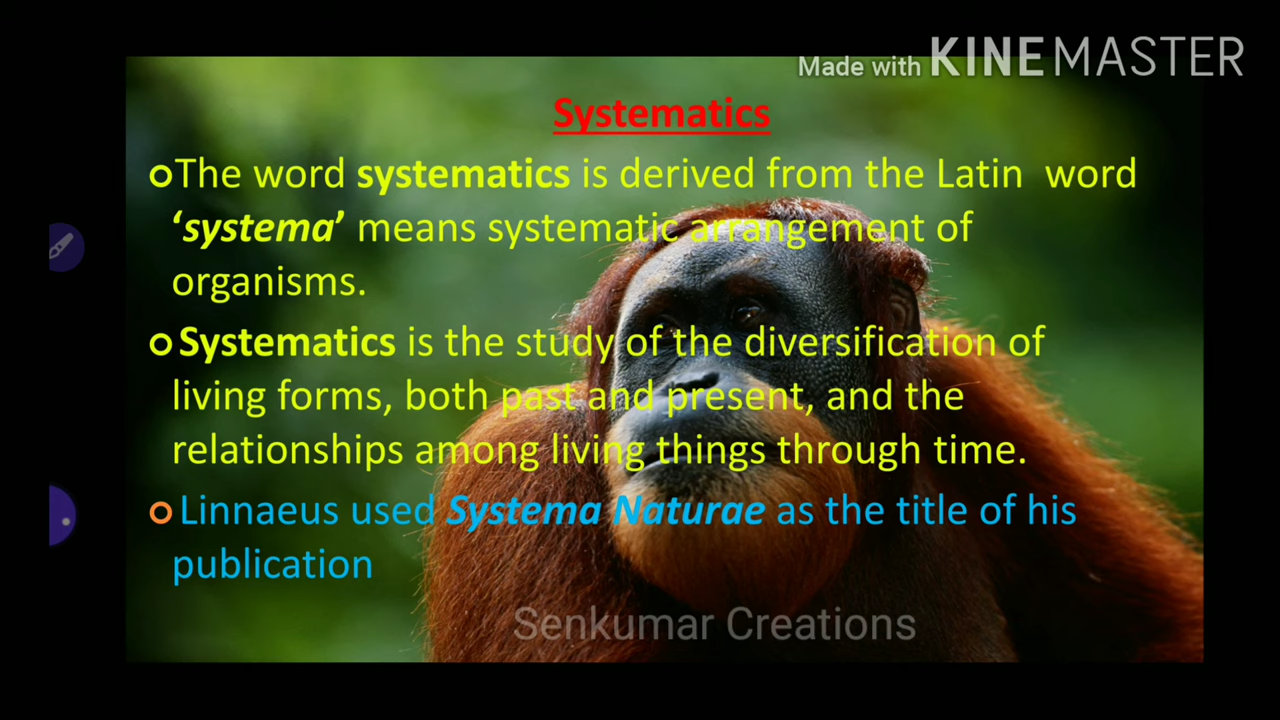 Made with KINEMASTER
Systematics
The word systematics is derived from the Latin word
‘systema’ means systematic arrangement of
organisms.
Systematics is the study of the diversification of
living forms, both past and present, and the
relationships among living things through time.
Linnaeus used Systema Naturae as the title of his
publication
Senkumar Creations